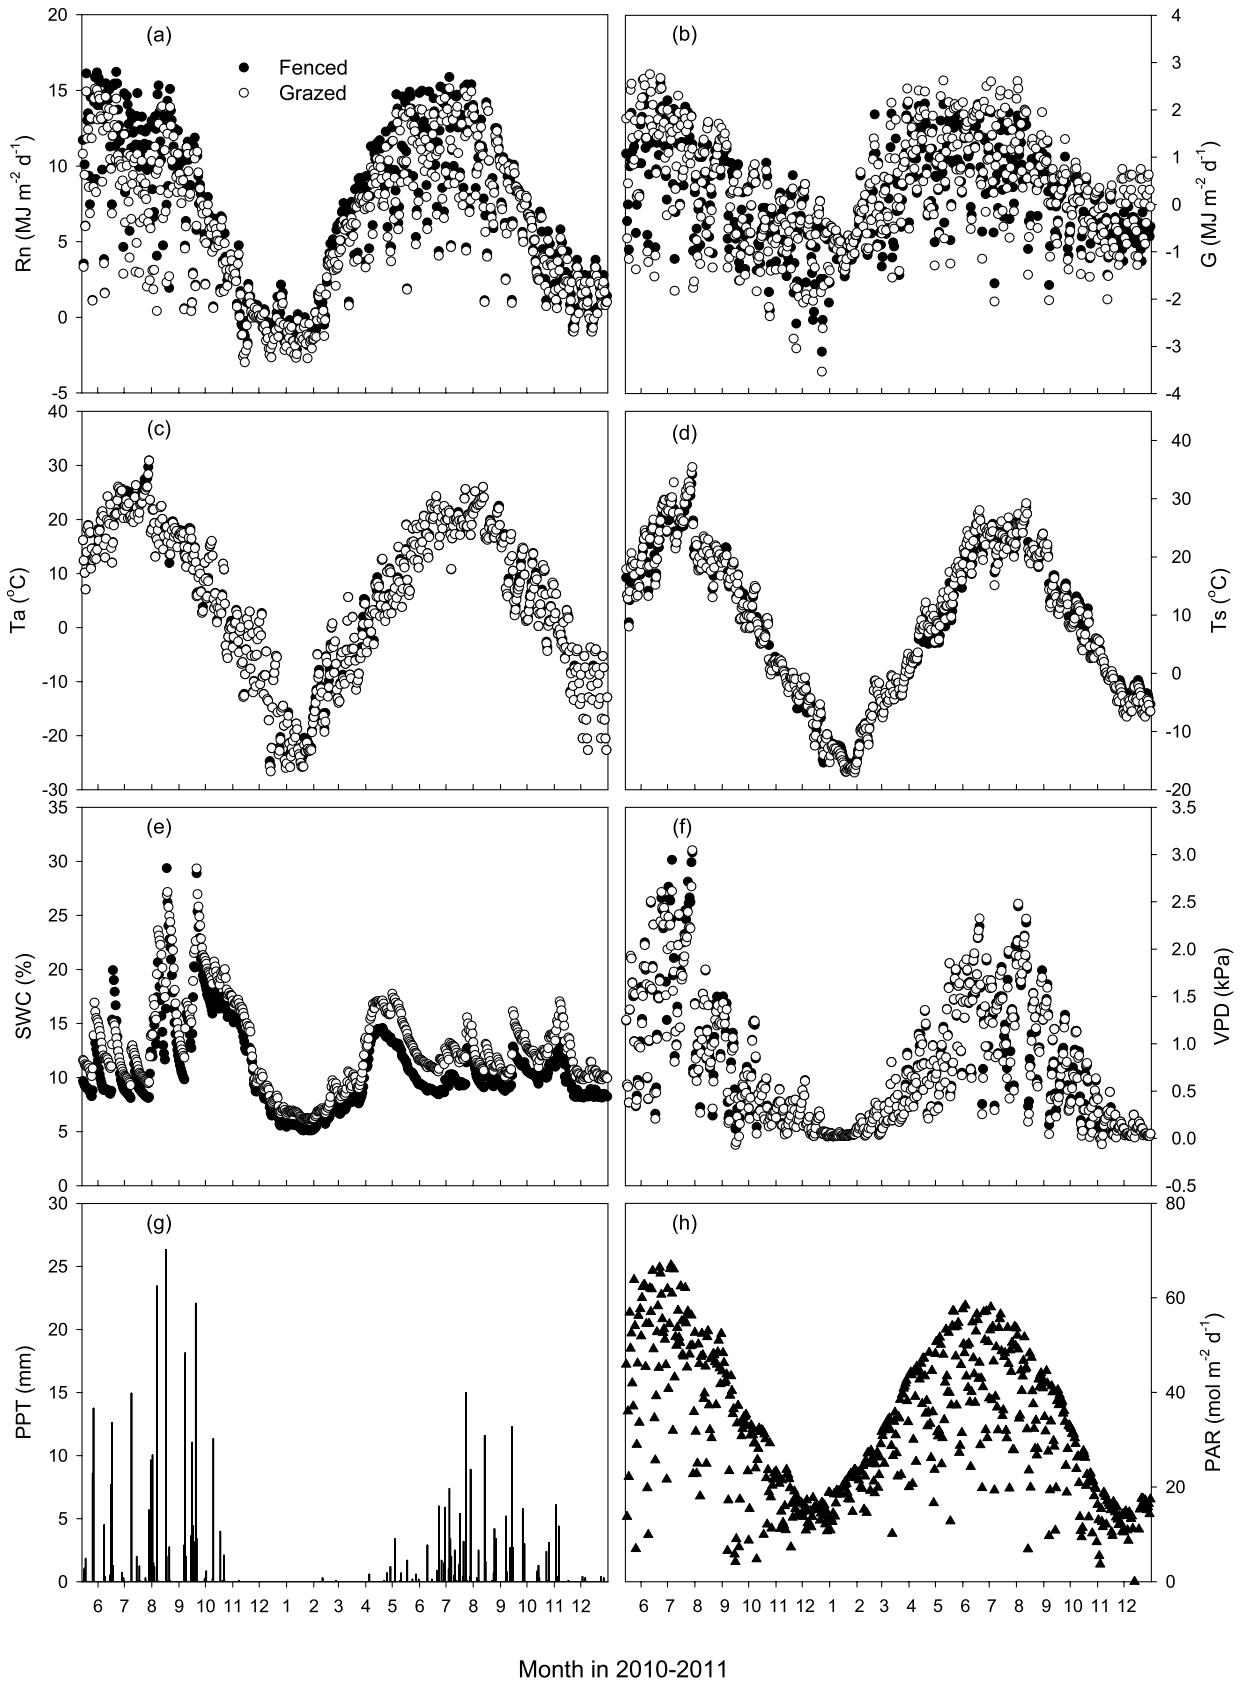 20
15
10
5
0
-5
Rn (MJ m⁻² d⁻¹)
(a)
Fenced
Grazed
(b)
4
3
2
1
0
-1
-2
-3
-4
G (MJ m⁻² d⁻¹)
40
30
20
10
0
-10
-20
-30
Ta (°C)
(c)
(d)
40
30
20
10
0
-10
-20
Ts (°C)
35
30
25
20
15
10
5
0
SWC (%)
(e)
(f)
3.5
3.0
2.5
2.0
1.5
1.0
0.5
0.0
-0.5
VPD (kPa)
30
25
20
15
10
5
0
PPT (mm)
(g)
6 7 8 9 10 11 12 1 2 3 4 5 6 7 8 9 10 11 12
(h)
80
60
40
20
0
PAR (mol m⁻² d⁻¹)
6 7 8 9 10 11 12 1 2 3 4 5 6 7 8 9 10 11 12
Month in 2010-2011